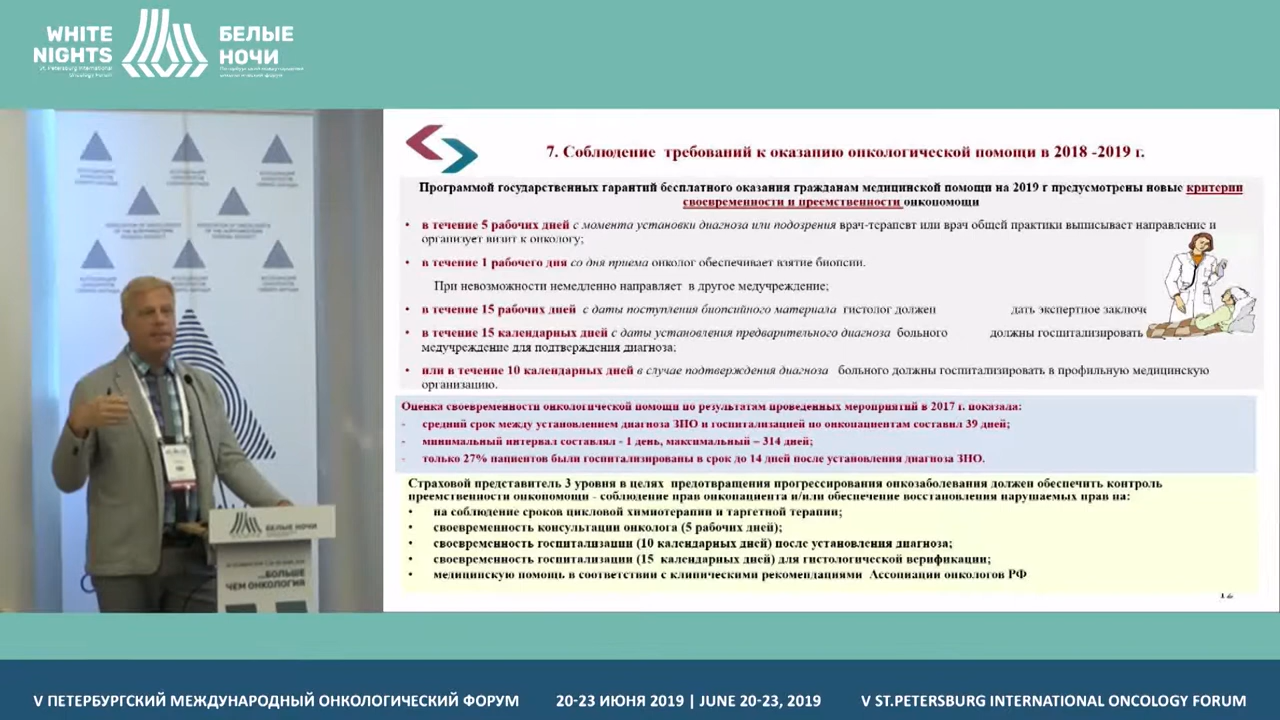 WHITE
NIGHTS
St. Petersburg International
Oncology Forum
БЕЛЫЕ
НОЧИ
Петербургский международный
онкологический форум
7. Соблюдение требований к оказанию онкологической помощи в 2018 -2019 г.
Программой государственных гарантий бесплатного оказания гражданам медицинской помощи на 2019 г предусмотрены новые критерии
своевременности и преемственности онкопомощи
• в течение 5 рабочих дней с момента установки диагноза или подозрения врач-терапевт или врач общей практики выписывает направление и
организует визит к онкологу;
• в течение 1 рабочего дня со дня приема онколог обеспечивает взятие биопсии.
При невозможности немедленно направляет в другое медучреждение;
• в течение 15 рабочих дней с даты поступления биопсийного материала гистолог должен дать экспертное заключе
• в течение 15 календарных дней с даты установления предварительного диагноза больного должны госпитализировать
медучреждение для подтверждения диагноза;
• или в течение 10 календарных дней в случае подтверждения диагноза больного должны госпитализировать в профильную медицинскую
организацию.
Оценка своевременности онкологической помощи по результатам проведенных мероприятий в 2017 г. показала:
- средний срок между установлением диагноза ЗНО и госпитализацией по онкопациентам составил 39 дней;
- минимальный интервал составлял - 1 день, максимальный – 314 дней;
- только 27% пациентов были госпитализированы в срок до 14 дней после установления диагноза ЗНО.
Страховой представитель 3 уровня в целях предотвращения прогрессирования онкозаболевания должен обеспечить контроль
преемственности онкопомощи - соблюдение прав онкопациента и/или обеспечение восстановления нарушаемых прав на:
• на соблюдение сроков цикловой химиотерапии и таргетной терапии;
• своевременность консультации онколога (5 рабочих дней);
• своевременность госпитализации (10 календарных дней) после установления диагноза;
• своевременность госпитализации (15 календарных дней) для гистологической верификации;
• медицинскую помощь в соответствии с клиническими рекомендациями Ассоциации онкологов РФ
12
БЕЛЫЕ НОЧИ
...БОЛЬШЕ
ЧЕМ ОНКОЛОГИЯ
V ПЕТЕРБУРГСКИЙ МЕЖДУНАРОДНЫЙ ОНКОЛОГИЧЕСКИЙ ФОРУМ
20-23 ИЮНЯ 2019 | JUNE 20-23, 2019
V ST.PETERSBURG INTERNATIONAL ONCOLOGY FORUM